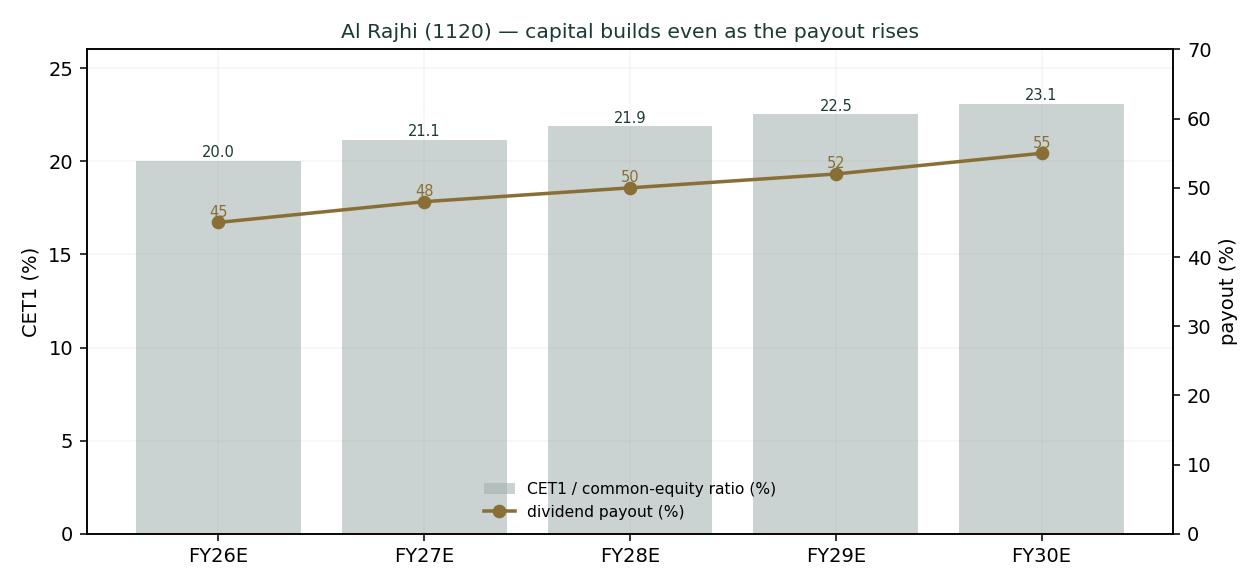 Al Rajhi (1120) — capital builds even as the payout rises
CET1 (%)
25
20
15
10
5
0
70
60
50
40
30
20
10
0
payout (%)
20.0
21.1
21.9
22.5
23.1
45
48
50
52
55
CET1 / common-equity ratio (%)
dividend payout (%)
FY26E
FY27E
FY28E
FY29E
FY30E